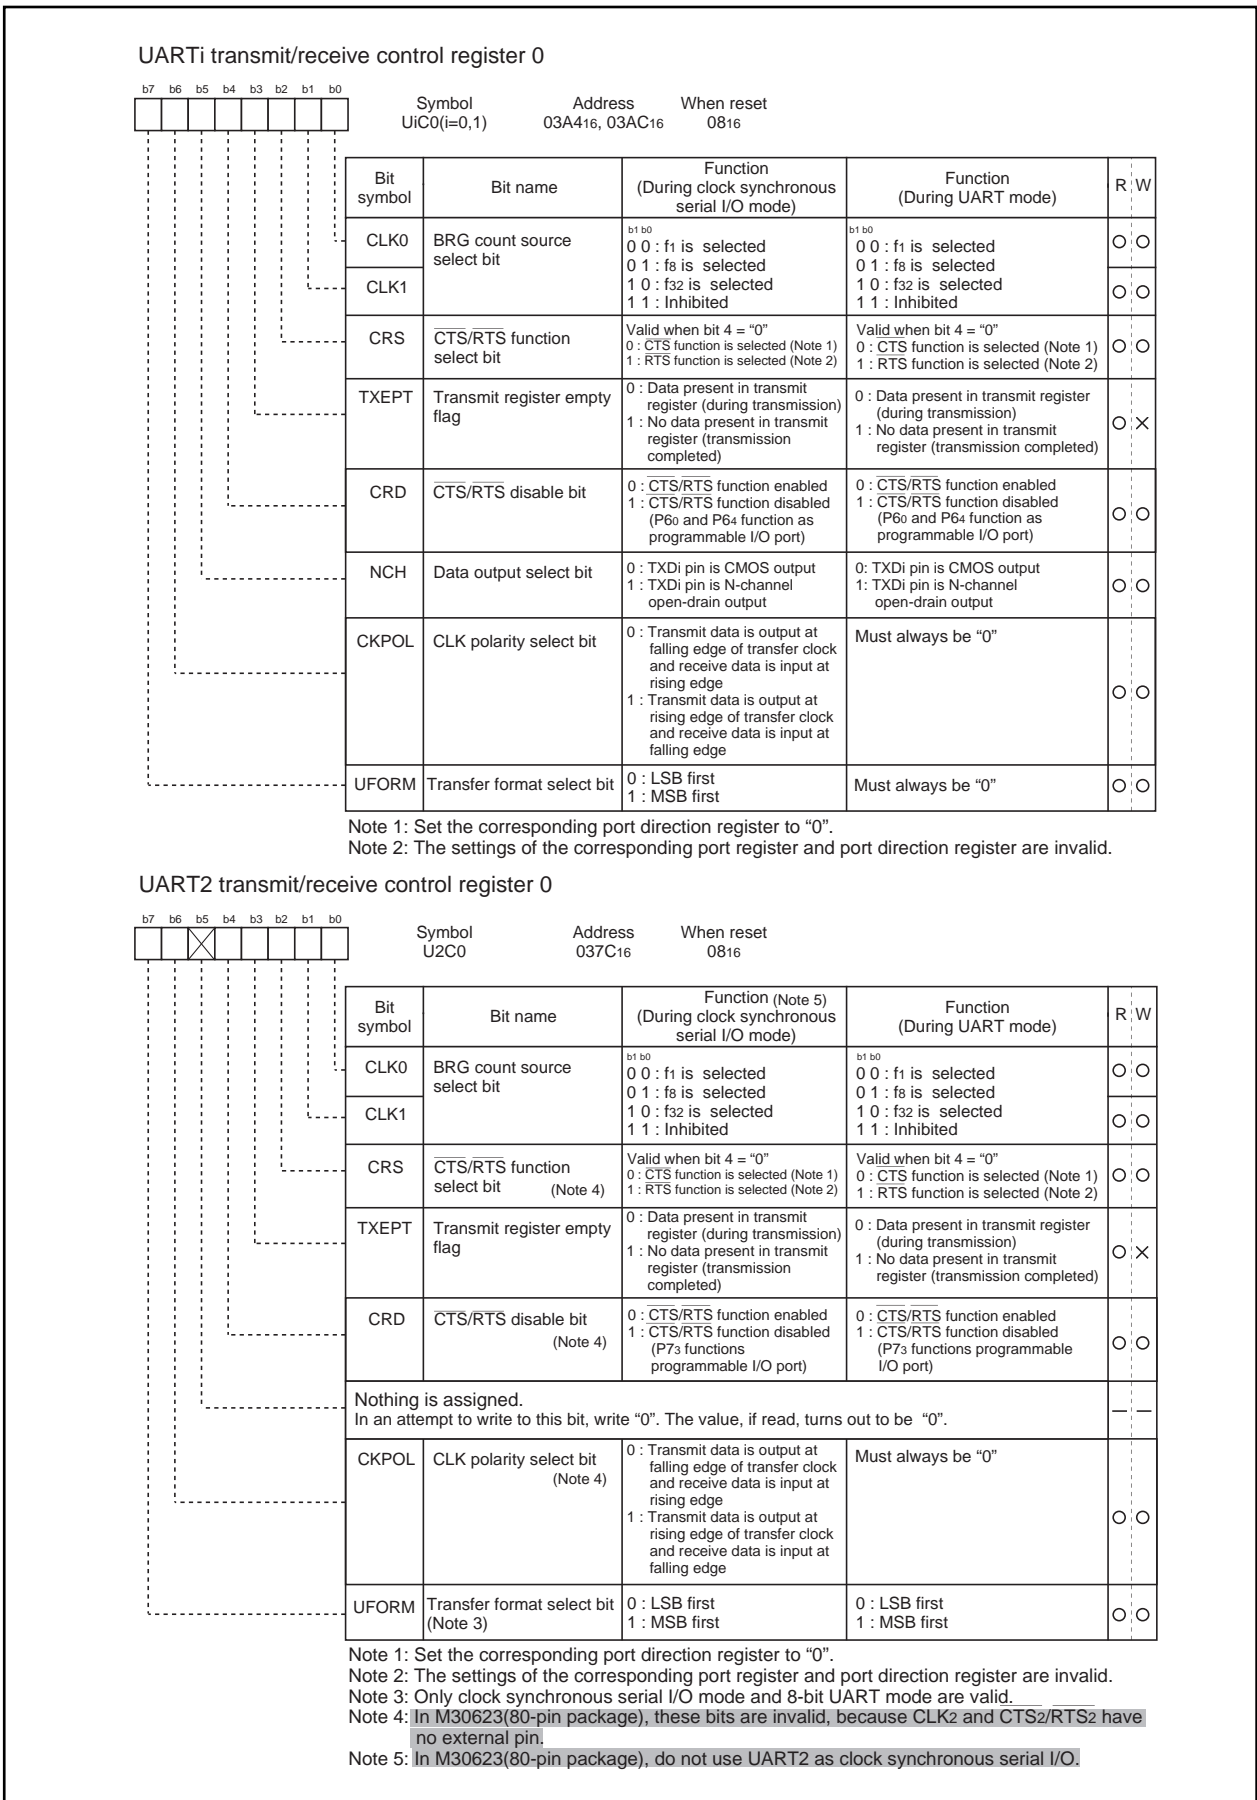 UARTi transmit/receive control register 0
b7 b6 b5 b4 b3 b2 b1 b0
Symbol Address When reset
UiC0(i=0,1) 03A416, 03AC16 0816
Bit symbol
Bit name
Function
(During clock synchronous
serial I/O mode)
Function
(During UART mode)
R W
CLK0
CLK1
BRG count source
select bit
b1 b0
0 0 : f1 is selected
0 1 : f8 is selected
1 0 : f32 is selected
1 1 : Inhibited
b1 b0
0 0 : f1 is selected
0 1 : f8 is selected
1 0 : f32 is selected
1 1 : Inhibited
CRS
CTS/RTS function
select bit
Valid when bit 4 = “0”
0 : CTS function is selected (Note 1)
1 : RTS function is selected (Note 2)
Valid when bit 4 = “0”
0 : CTS function is selected (Note 1)
1 : RTS function is selected (Note 2)
TXEPT
Transmit register empty
flag
0 : Data present in transmit
register (during transmission)
1 : No data present in transmit
register (transmission
completed)
0 : Data present in transmit register
(during transmission)
1 : No data present in transmit
register (transmission completed)
CRD
CTS/RTS disable bit
0 : CTS/RTS function enabled
1 : CTS/RTS function disabled
(P60 and P64 function as
programmable I/O port)
0 : CTS/RTS function enabled
1 : CTS/RTS function disabled
(P60 and P64 function as
programmable I/O port)
NCH
Data output select bit
0 : TXDi pin is CMOS output
1 : TXDi pin is N-channel
open-drain output
0: TXDi pin is CMOS output
1: TXDi pin is N-channel
open-drain output
CKPOL
CLK polarity select bit
0 : Transmit data is output at
falling edge of transfer clock
and receive data is input at
rising edge
1 : Transmit data is output at
rising edge of transfer clock
and receive data is input at
falling edge
Must always be “0”
UFORM
Transfer format select bit
0 : LSB first
1 : MSB first
Must always be “0”
Note 1: Set the corresponding port direction register to “0”.
Note 2: The settings of the corresponding port register and port direction register are invalid.
UART2 transmit/receive control register 0
b7 b6 b5 b4 b3 b2 b1 b0
Symbol Address When reset
U2C0 037C16 0816
Bit symbol
Bit name
Function (Note 5)
(During clock synchronous
serial I/O mode)
Function
(During UART mode)
R W
CLK0
CLK1
BRG count source
select bit
b1 b0
0 0 : f1 is selected
0 1 : f8 is selected
1 0 : f32 is selected
1 1 : Inhibited
b1 b0
0 0 : f1 is selected
0 1 : f8 is selected
1 0 : f32 is selected
1 1 : Inhibited
CRS
CTS/RTS function
select bit (Note 4)
Valid when bit 4 = “0”
0 : CTS function is selected (Note 1)
1 : RTS function is selected (Note 2)
Valid when bit 4 = “0”
0 : CTS function is selected (Note 1)
1 : RTS function is selected (Note 2)
TXEPT
Transmit register empty
flag
0 : Data present in transmit
register (during transmission)
1 : No data present in transmit
register (transmission
completed)
0 : Data present in transmit register
(during transmission)
1 : No data present in transmit
register (transmission completed)
CRD
CTS/RTS disable bit
(Note 4)
0 : CTS/RTS function enabled
1 : CTS/RTS function disabled
(P73 functions
programmable I/O port)
0 : CTS/RTS function enabled
1 : CTS/RTS function disabled
(P73 functions programmable
I/O port)
Nothing is assigned.
In an attempt to write to this bit, write “0”. The value, if read, turns out to be “0”.
CKPOL
CLK polarity select bit
(Note 4)
0 : Transmit data is output at
falling edge of transfer clock
and receive data is input at
rising edge
1 : Transmit data is output at
rising edge of transfer clock
and receive data is input at
falling edge
Must always be “0”
UFORM
Transfer format select bit
(Note 3)
0 : LSB first
1 : MSB first
0 : LSB first
1 : MSB first
Note 1: Set the corresponding port direction register to “0”.
Note 2: The settings of the corresponding port register and port direction register are invalid.
Note 3: Only clock synchronous serial I/O mode and 8-bit UART mode are valid.
Note 4: In M30623(80-pin package), these bits are invalid, because CLK2 and CTS2/RTS2 have
no external pin.
Note 5: In M30623(80-pin package), do not use UART2 as clock synchronous serial I/O.